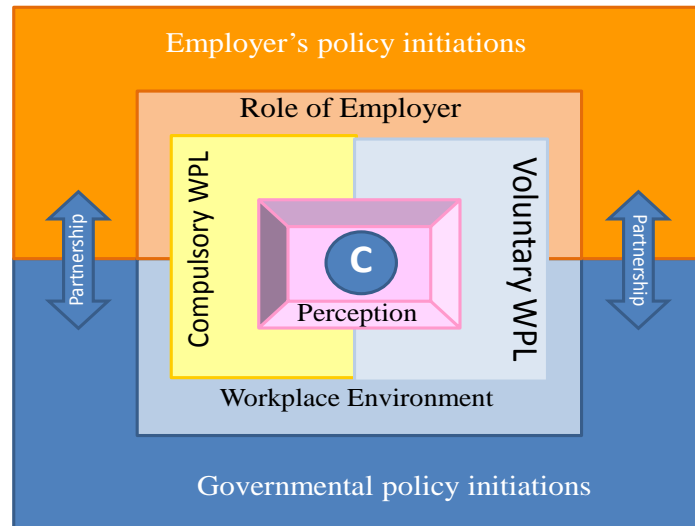 Employer’s policy initiations
Role of Employer
Compulsory WPL
Voluntary WPL
Partnership
Partnership
C
Perception
Workplace Environment
Governmental policy initiations